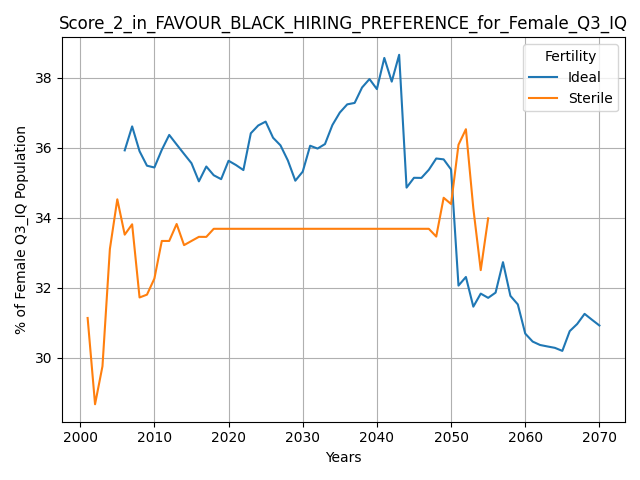 Score_2_in_FAVOUR_BLACK_HIRING_PREFERENCE_for_Female_Q3_IQ
Fertility
Ideal
Sterile
38
36
34
32
30
% of Female Q3_IQ Population
2000 2010 2020 2030 2040 2050 2060 2070
Years